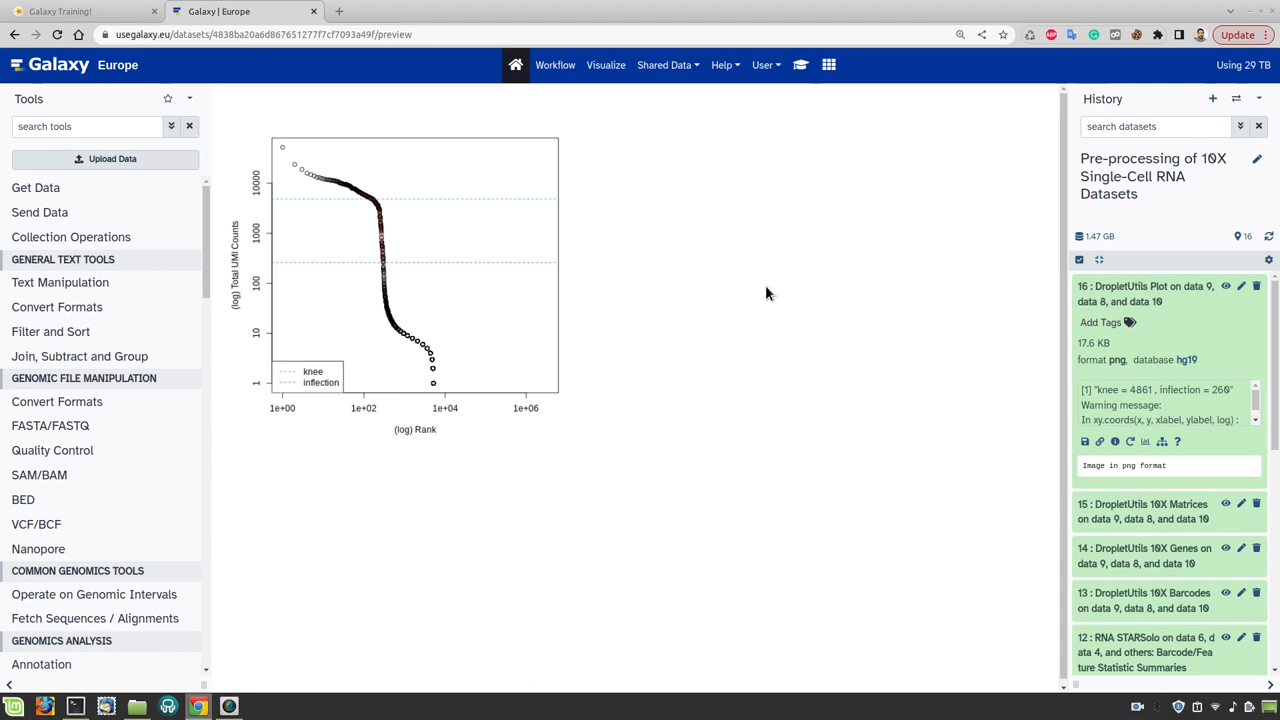 Galaxy Training!
Galaxy | Europe
usegalaxy.eu/datasets/4838ba20a6d867651277f7cf7093a49f/preview
Update
Galaxy Europe
Workflow Visualize Shared Data Help User
Using 29 TB
Tools
search tools
Upload Data
Get Data
Send Data
Collection Operations
GENERAL TEXT TOOLS
Text Manipulation
Convert Formats
Filter and Sort
Join, Subtract and Group
GENOMIC FILE MANIPULATION
Convert Formats
FASTA/FASTQ
Quality Control
SAM/BAM
BED
VCF/BCF
Nanopore
COMMON GENOMICS TOOLS
Operate on Genomic Intervals
Fetch Sequences / Alignments
GENOMICS ANALYSIS
Annotation
(log) Total UMI Counts
10000
1000
100
10
1
knee
inflection
1e+00 1e+02 1e+04 1e+06
(log) Rank
History
search datasets
Pre-processing of 10X
Single-Cell RNA
Datasets
1.47 GB
16
16 : DropletUtils Plot on data 9,
data 8, and data 10
Add Tags
17.6 KB
format png, database hg19
[1] "knee = 4861 , inflection = 260"
Warning message:
In xy.coords(x, y, xlabel, ylabel, log) :
Image in png format
15 : DropletUtils 10X Matrices
on data 9, data 8, and data 10
14 : DropletUtils 10X Genes on
data 9, data 8, and data 10
13 : DropletUtils 10X Barcodes
on data 9, data 8, and data 10
12 : RNA STARSolo on data 6, d
ata 4, and others: Barcode/Fea
ture Statistic Summaries